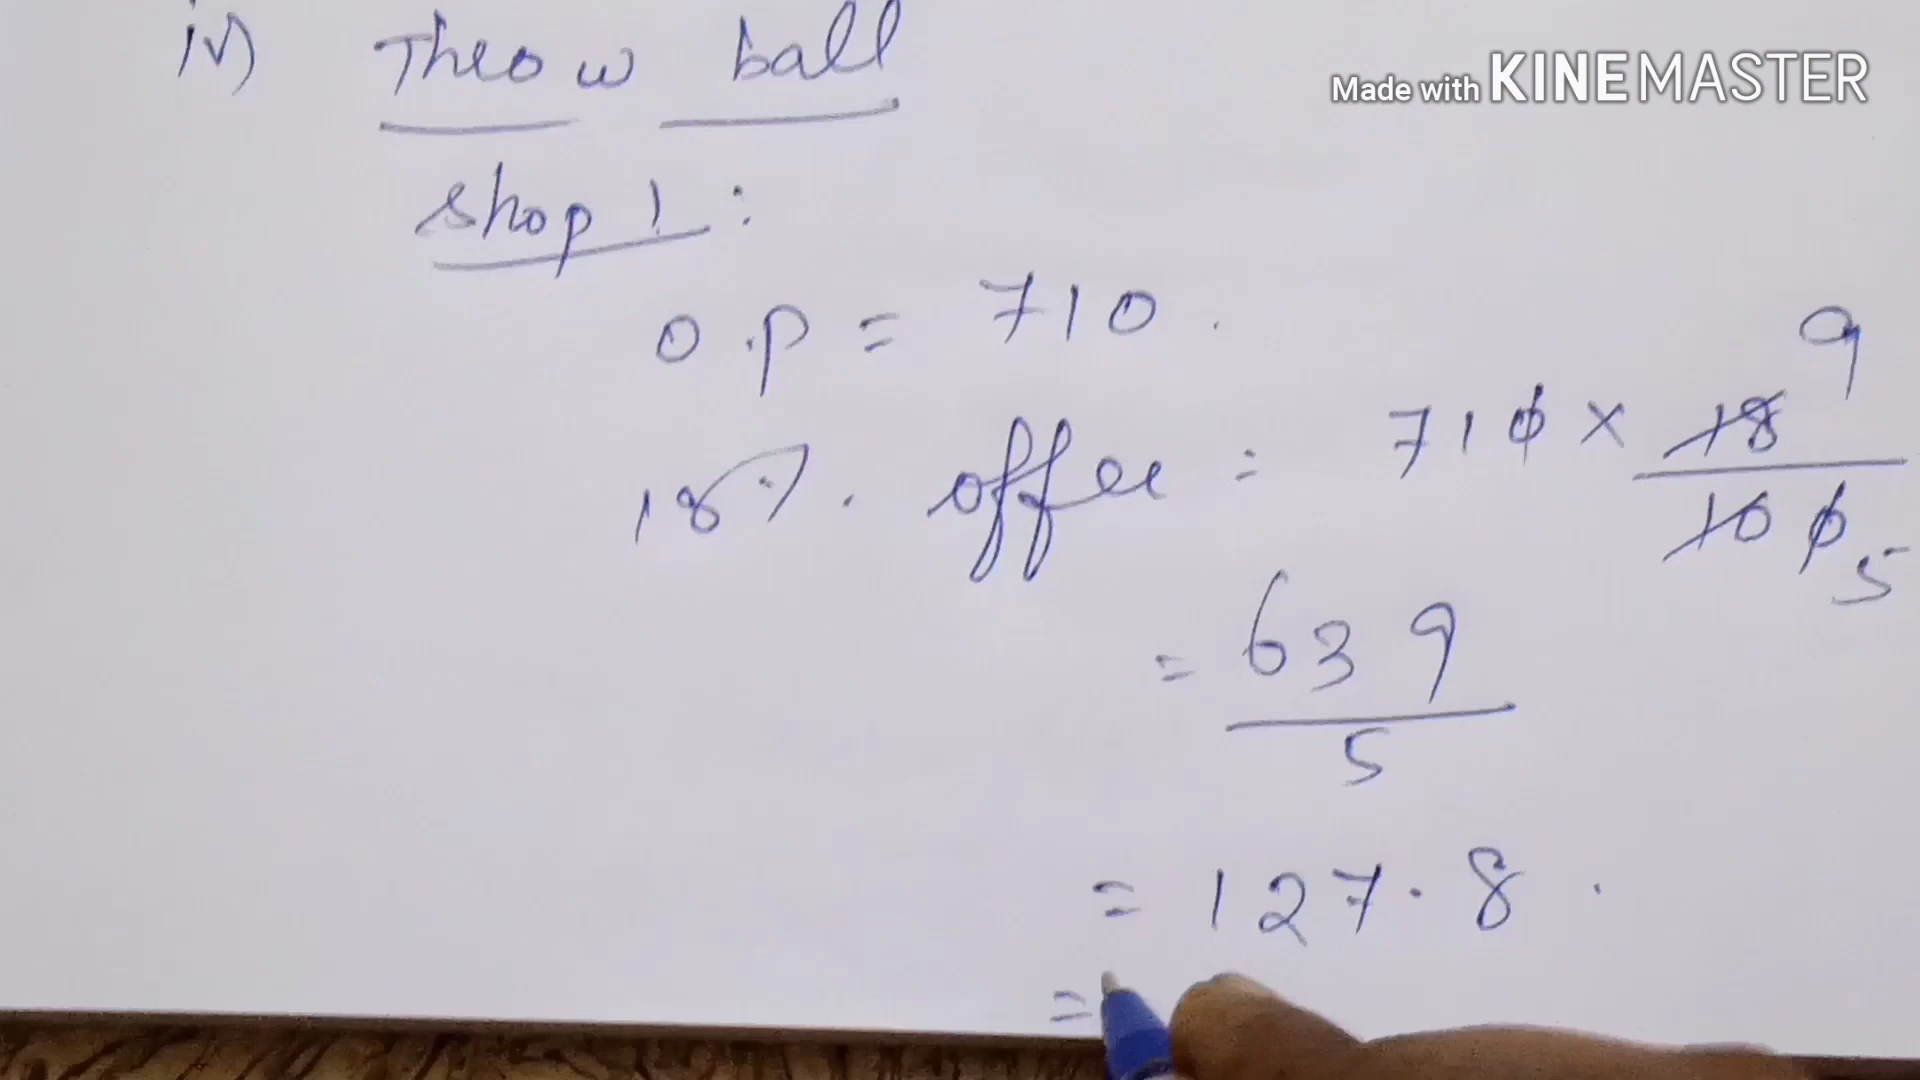 iv) Throw ball
Made with KINEMASTER
Shop 1 :
O.P = 710.
18% offer = 710 × 18/100 9 5
= 639/5
= 127.8.
=